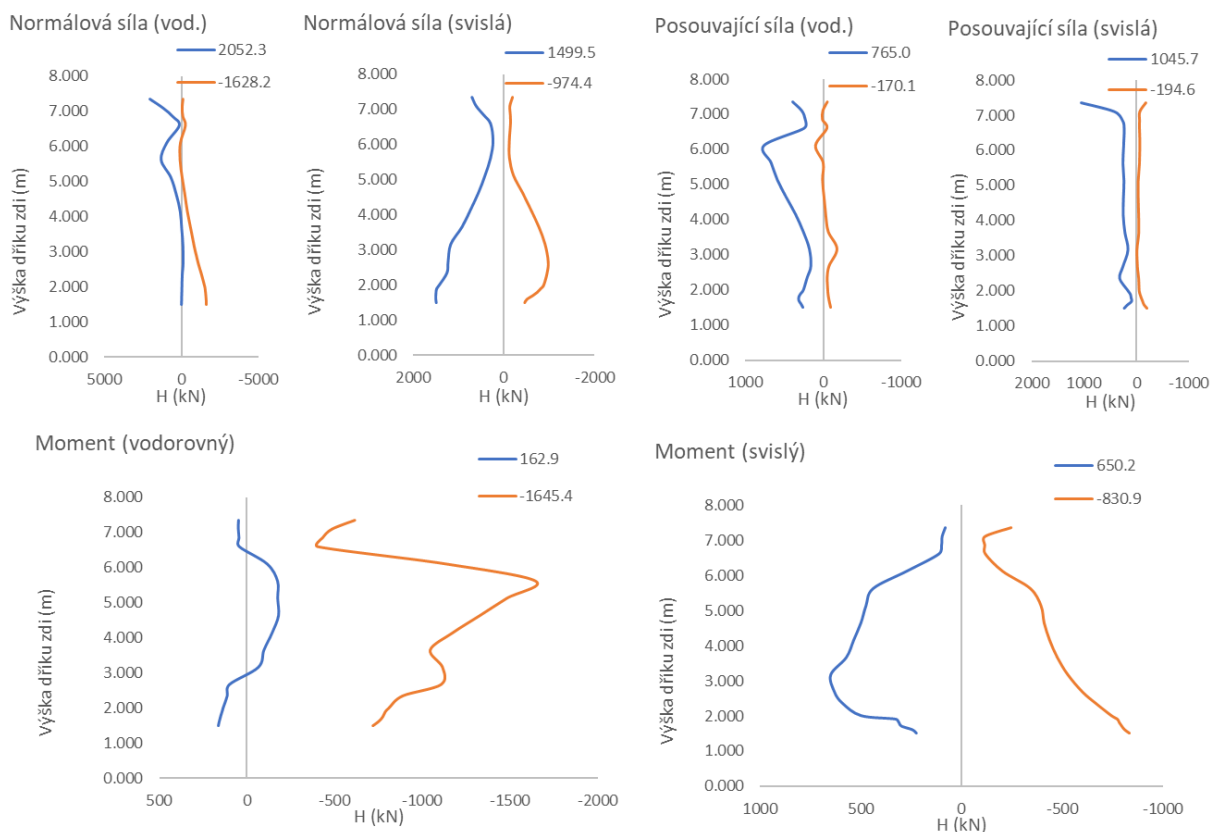 Normálová síla (vod.)
2052.3
-1628.2
8.000
7.000
6.000
5.000
4.000
3.000
2.000
1.000
0.000
Výška dříku zdi (m)
5000 0 -5000
H (kN)
Normálová síla (svislá)
1499.5
-974.4
8.000
7.000
6.000
5.000
4.000
3.000
2.000
1.000
0.000
Výška dříku zdi (m)
2000 0 -2000
H (kN)
Posouvající síla (vod.)
765.0
-170.1
8.000
7.000
6.000
5.000
4.000
3.000
2.000
1.000
0.000
Výška dříku zdi (m)
1000 0 -1000
H (kN)
Posouvající síla (svislá)
1045.7
-194.6
8.000
7.000
6.000
5.000
4.000
3.000
2.000
1.000
0.000
Výška dříku zdi (m)
2000 1000 0 -1000
H (kN)
Moment (vodorovný)
162.9
-1645.4
8.000
7.000
6.000
5.000
4.000
3.000
2.000
1.000
0.000
Výška dříku zdi (m)
500 0 -500 -1000 -1500 -2000
H (kN)
Moment (svislý)
650.2
-830.9
8.000
7.000
6.000
5.000
4.000
3.000
2.000
1.000
0.000
Výška dříku zdi (m)
1000 500 0 -500 -1000
H (kN)